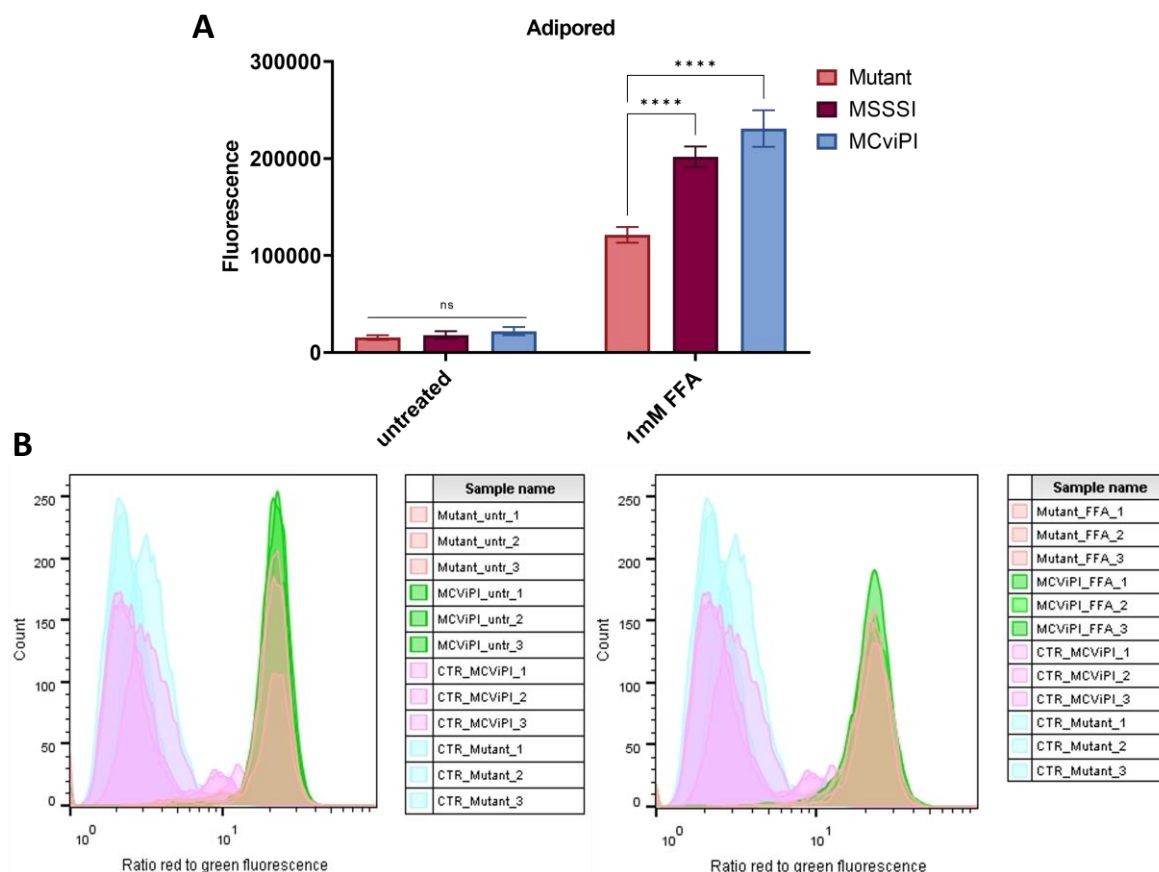 A
Adipored
Fluorescence
300000
200000
100000
0
****
****
ns
untreated
1mM FFA
Mutant
MSSSI
MCviPI
B
Count
250
200
150
100
50
0
10^0
10^1
Ratio red to green fluorescence
Sample name
Mutant_untr_1
Mutant_untr_2
Mutant_untr_3
MCViPI_untr_1
MCViPI_untr_2
MCViPI_untr_3
CTR_MCViPI_1
CTR_MCViPI_2
CTR_MCViPI_3
CTR_Mutant_1
CTR_Mutant_2
CTR_Mutant_3
Count
250
200
150
100
50
0
10^0
10^1
Ratio red to green fluorescence
Sample name
Mutant_FFA_1
Mutant_FFA_2
Mutant_FFA_3
MCViPI_FFA_1
MCViPI_FFA_2
MCViPI_FFA_3
CTR_MCViPI_1
CTR_MCViPI_2
CTR_MCViPI_3
CTR_Mutant_1
CTR_Mutant_2
CTR_Mutant_3